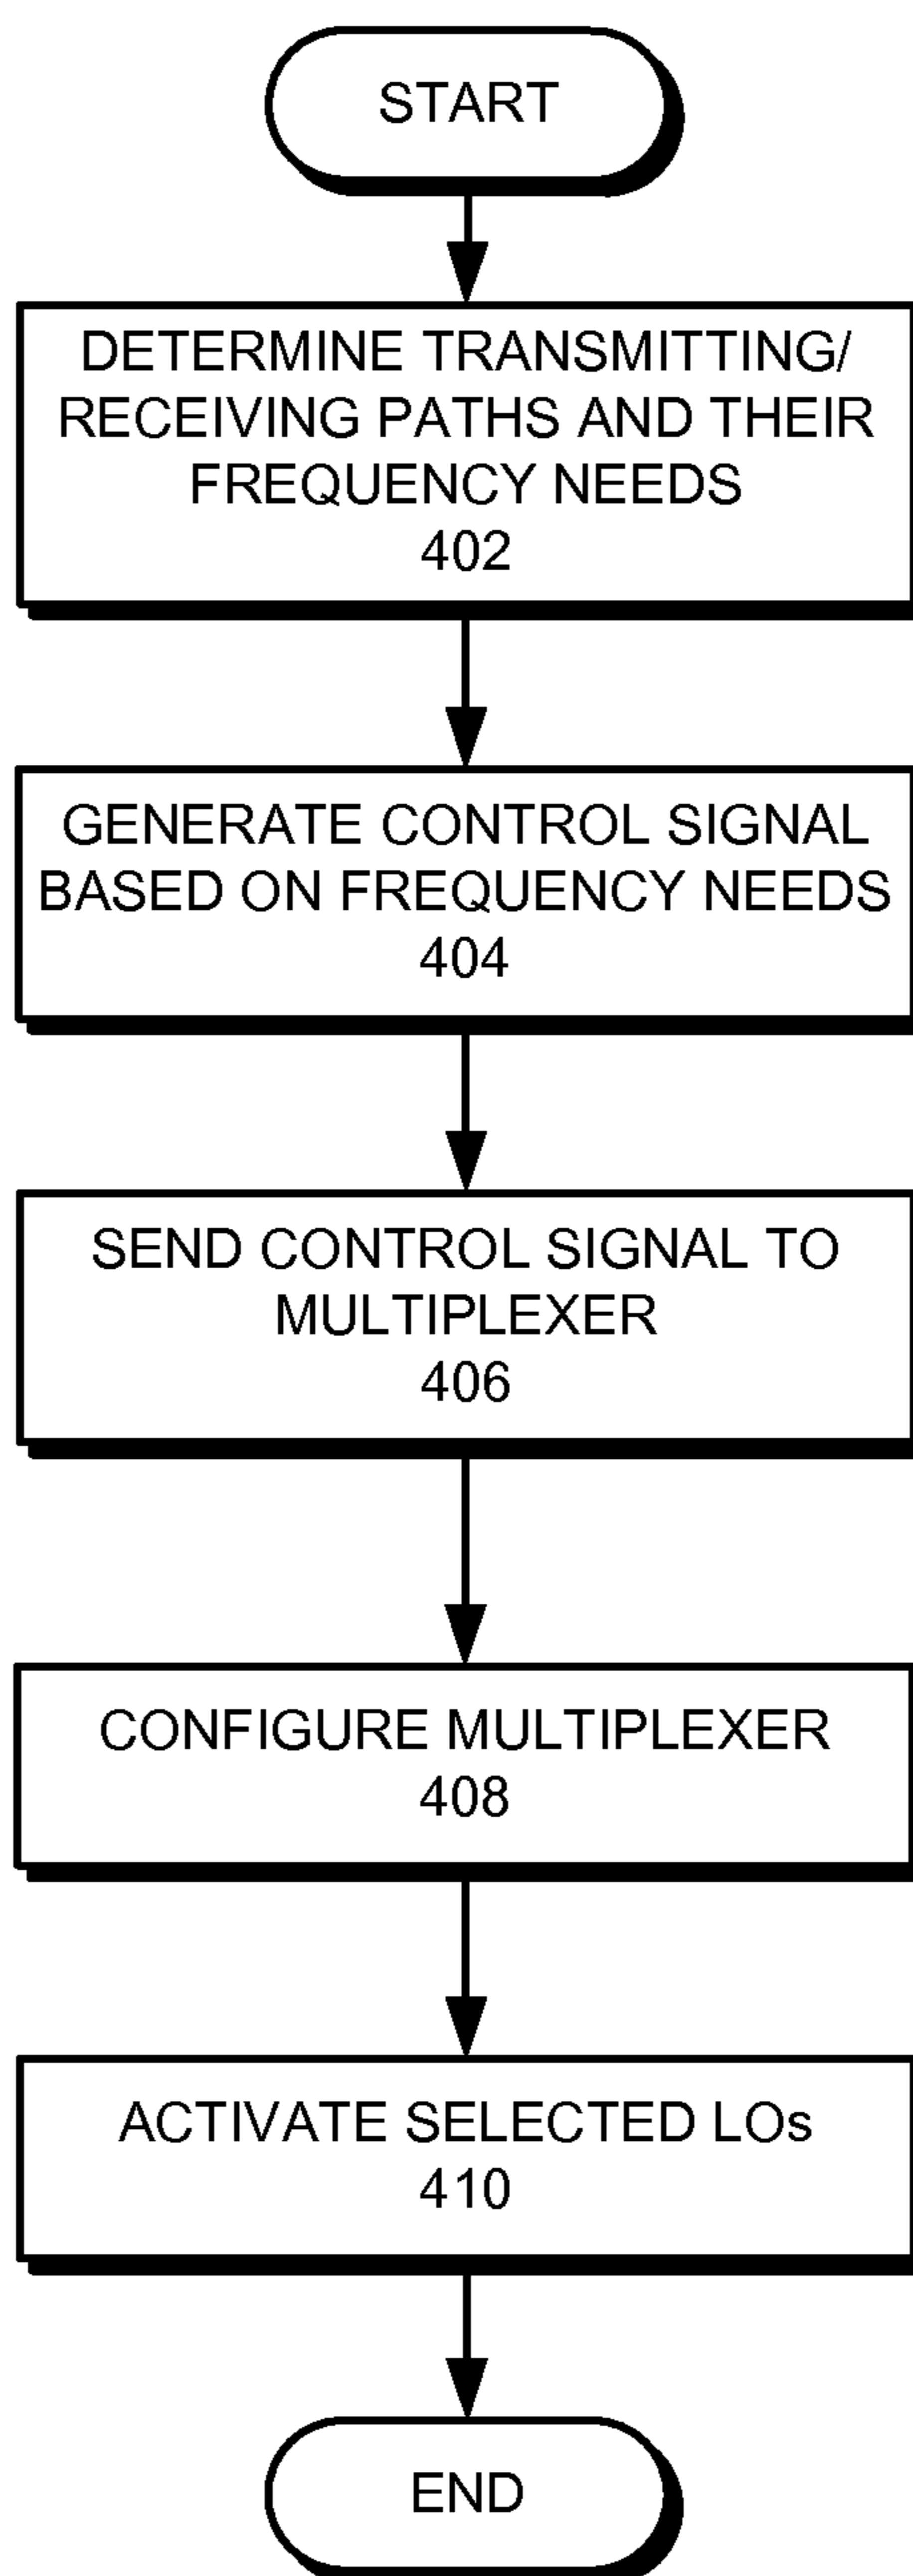 START
DETERMINE TRANSMITTING/
RECEIVING PATHS AND THEIR
FREQUENCY NEEDS
402
GENERATE CONTROL SIGNAL
BASED ON FREQUENCY NEEDS
404
SEND CONTROL SIGNAL TO
MULTIPLEXER
406
CONFIGURE MULTIPLEXER
408
ACTIVATE SELECTED LOs
410
END